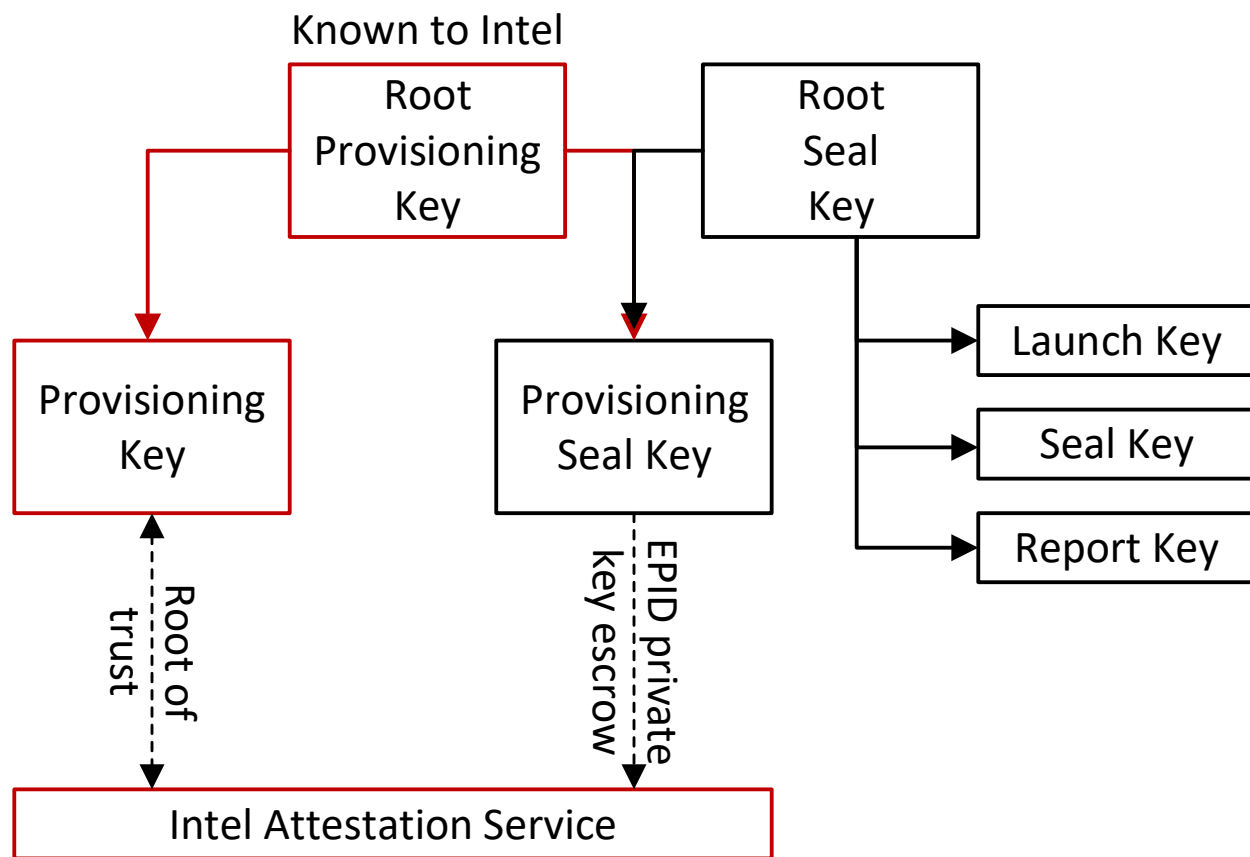 Known to Intel
Root
Provisioning
Key
Root
Seal
Key
Launch Key
Provisioning
Key
Provisioning
Seal Key
Seal Key
Report Key
Root of
trust
EPID private
key escrow
Intel Attestation Service